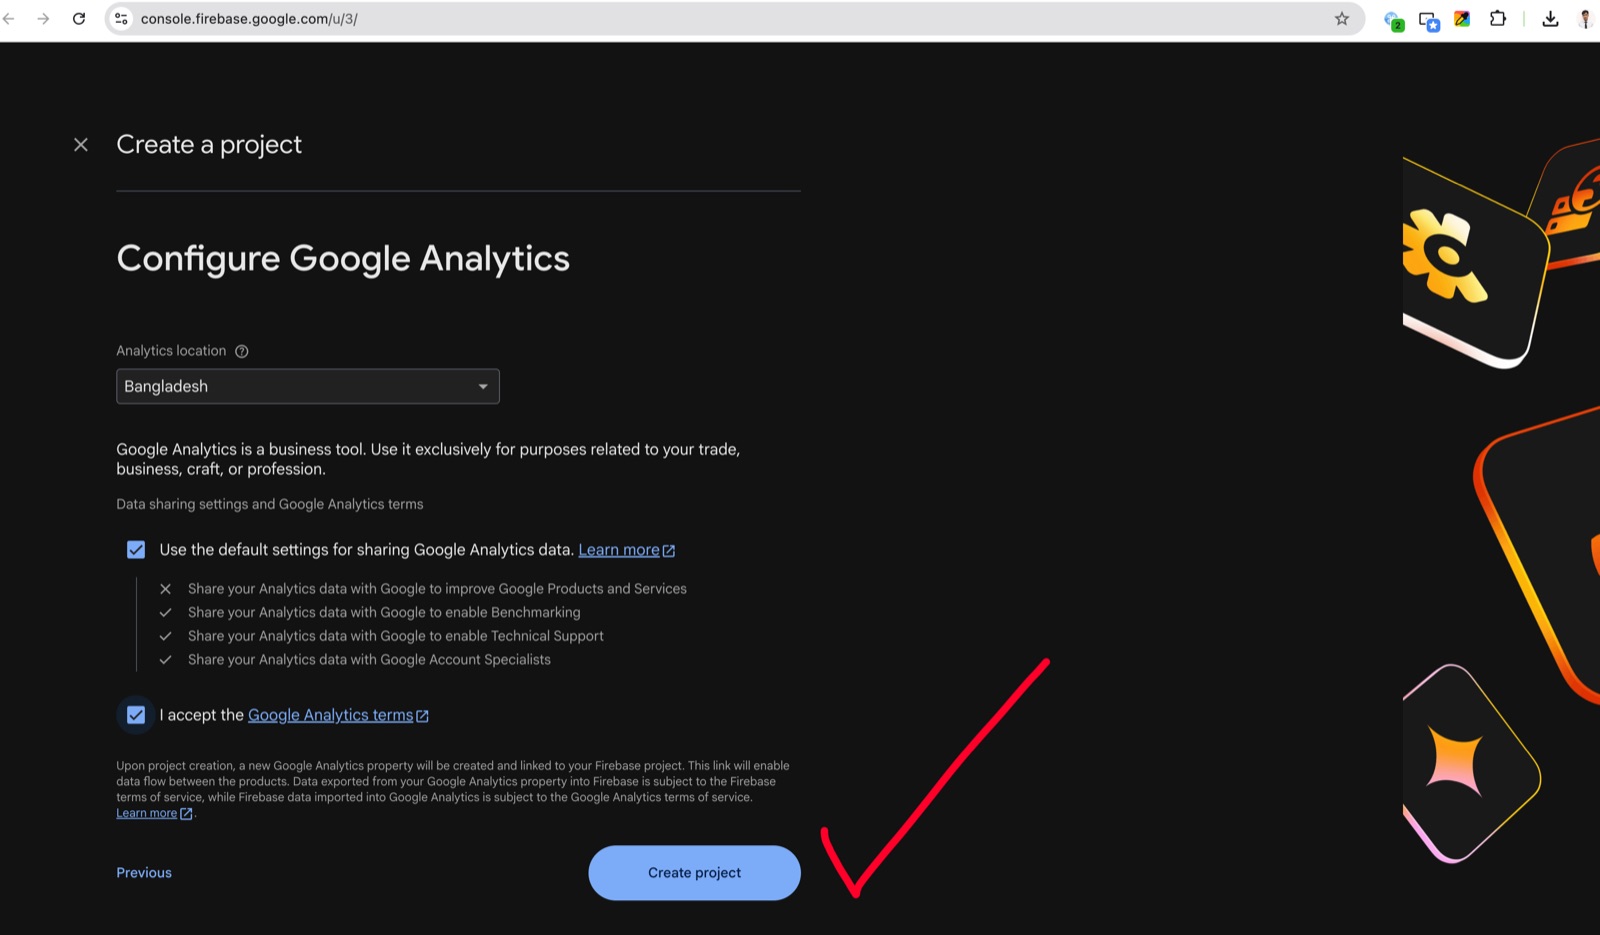 console.firebase.google.com/u/3/
2
Create a project
Configure Google Analytics
Analytics location
Bangladesh
Google Analytics is a business tool. Use it exclusively for purposes related to your trade,
business, craft, or profession.
Data sharing settings and Google Analytics terms
Use the default settings for sharing Google Analytics data. Learn more
Share your Analytics data with Google to improve Google Products and Services
Share your Analytics data with Google to enable Benchmarking
Share your Analytics data with Google to enable Technical Support
Share your Analytics data with Google Account Specialists
I accept the Google Analytics terms
Upon project creation, a new Google Analytics property will be created and linked to your Firebase project. This link will enable
data flow between the products. Data exported from your Google Analytics property into Firebase is subject to the Firebase
terms of service, while Firebase data imported into Google Analytics is subject to the Google Analytics terms of service.
Learn more .
Previous
Create project